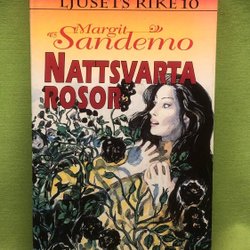 LJUSETS RIKE 10
Margit
Sandemo
NATTSVARTA
ROSOR